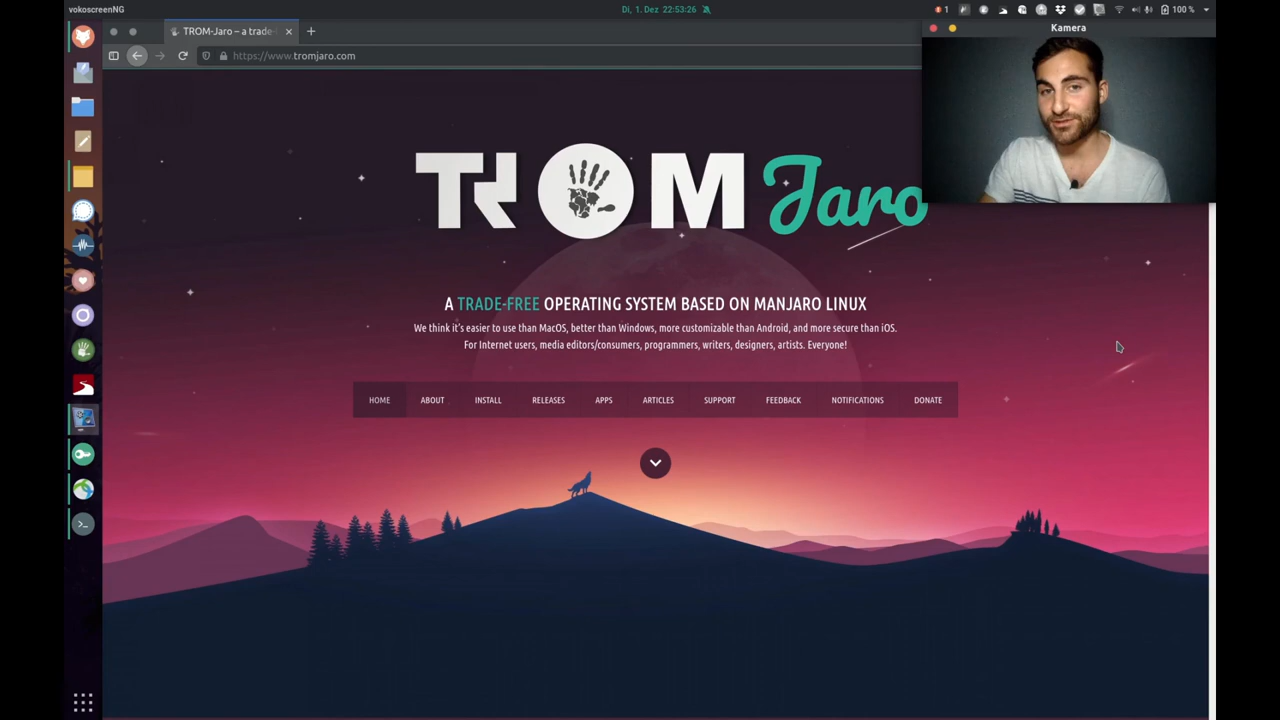 vokoscreenNG
Di, 1. Dez 22:53:26
1
100 %
TROM-Jaro – a trade-
Kamera
https://www.tromjaro.com
TROM Jaro
A TRADE-FREE OPERATING SYSTEM BASED ON MANJARO LINUX
We think it's easier to use than MacOS, better than Windows, more customizable than Android, and more secure than iOS.
For Internet users, media editors/consumers, programmers, writers, designers, artists. Everyone!
HOME ABOUT INSTALL RELEASES APPS ARTICLES SUPPORT FEEDBACK NOTIFICATIONS DONATE